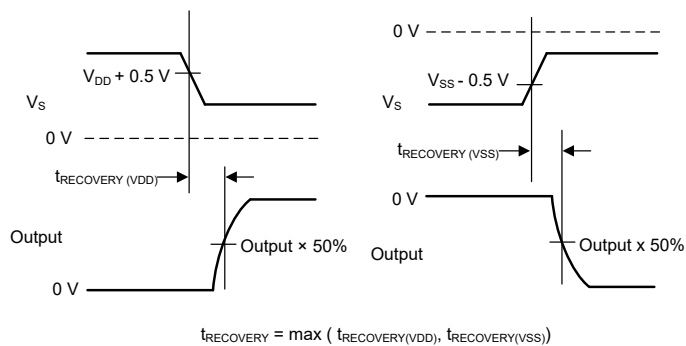 V_DD + 0.5 V
V_S
0 V
t_RECOVERY (VDD)
Output
Output × 50%
0 V
0 V
V_SS - 0.5 V
V_S
t_RECOVERY (VSS)
0 V
Output
Output x 50%
t_RECOVERY = max ( t_RECOVERY(VDD), t_RECOVERY(VSS))